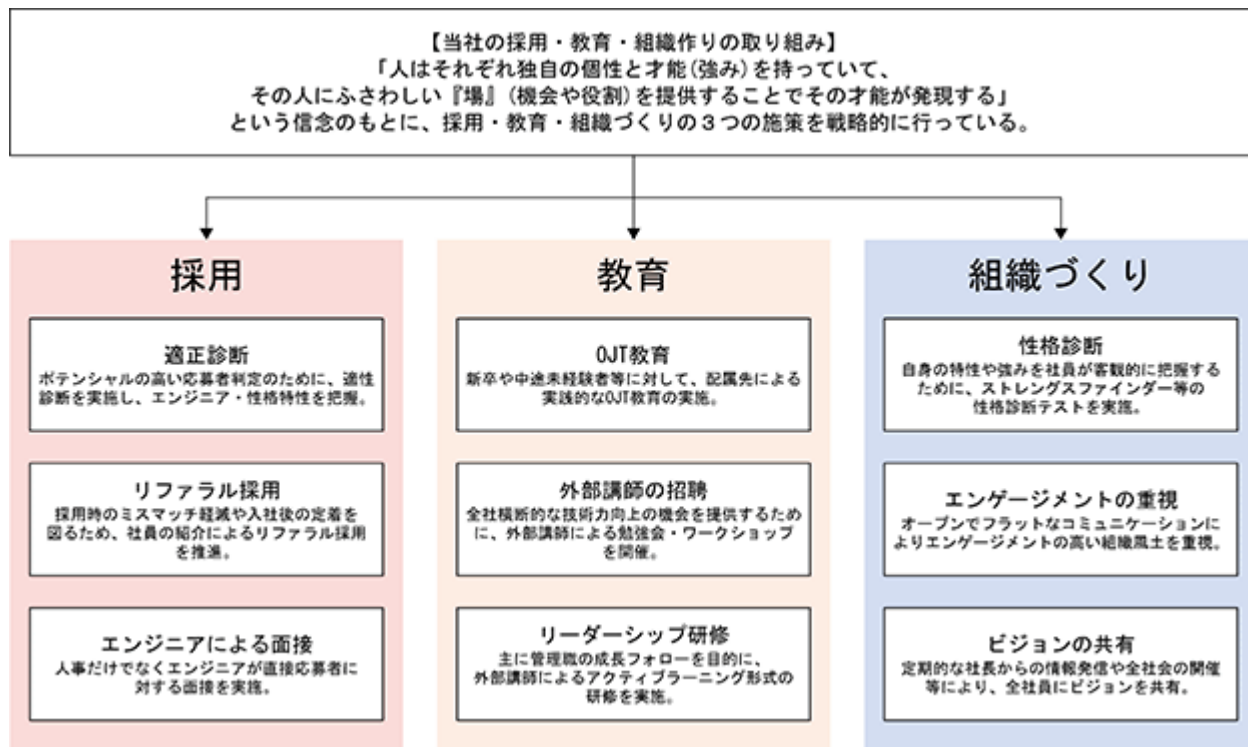 【当社の採用・教育・組織作りの取り組み】
「人はそれぞれ独自の個性と才能(強み)を持っていて、
その人にふさわしい『場』(機会や役割)を提供することでその才能が発現する」
という信念のもとに、採用・教育・組織づくりの３つの施策を戦略的に行っている。
採用
適正診断
ポテンシャルの高い応募者判定のために、適性
診断を実施し、エンジニア・性格特性を把握。
リファラル採用
採用時のミスマッチ軽減や入社後の定着を
図るため、社員の紹介によるリファラル採用
を推進。
エンジニアによる面接
人事だけでなくエンジニアが直接応募者に
対する面接を実施。
教育
OJT教育
新卒や中途未経験者等に対して、配属先による
実践的なOJT教育の実施。
外部講師の招聘
全社横断的な技術力向上の機会を提供するため
に、外部講師による勉強会・ワークショップ
を開催。
リーダーシップ研修
主に管理職の成長フォローを目的に、
外部講師によるアクティブラーニング形式の
研修を実施。
組織づくり
性格診断
自身の特性や強みを社員が客観的に把握する
ために、ストレングスファインダー等の
性格診断テストを実施。
エンゲージメントの重視
オープンでフラットなコミュニケーションに
よりエンゲージメントの高い組織風土を重視。
ビジョンの共有
定期的な社長からの情報発信や全社会の開催
等により、全社員にビジョンを共有。